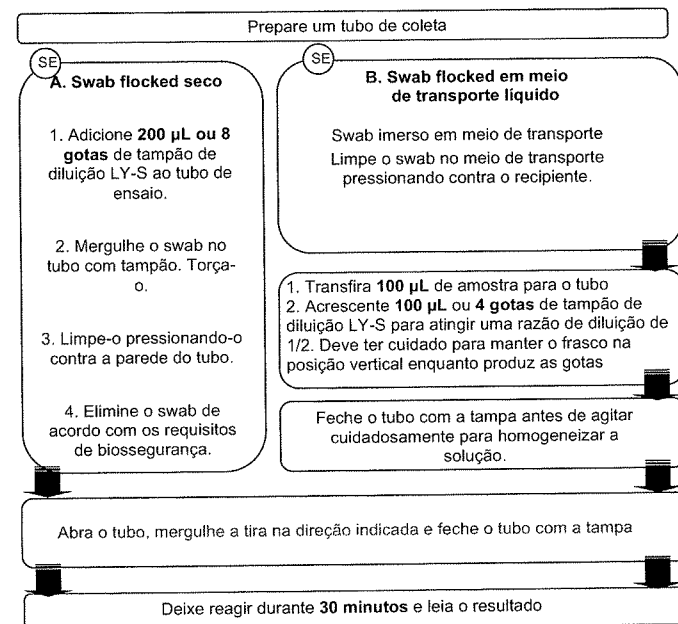 Prepare um tubo de coleta
SE
A. Swab flocked seco
1. Adicione 200 µL ou 8
gotas de tampão de
diluição LY-S ao tubo de
ensaio.
2. Mergulhe o swab no
tubo com tampão. Torça-
o.
3. Limpe-o pressionando-o
contra a parede do tubo.
4. Elimine o swab de
acordo com os requisitos
de biossegurança.
SE
B. Swab flocked em meio
de transporte líquido
Swab imerso em meio de transporte
Limpe o swab no meio de transporte
pressionando contra o recipiente.
1. Transfira 100 µL de amostra para o tubo
2. Acrescente 100 µL ou 4 gotas de tampão de
diluição LY-S para atingir uma razão de diluição de
1/2. Deve ter cuidado para manter o frasco na
posição vertical enquanto produz as gotas
Feche o tubo com a tampa antes de agitar
cuidadosamente para homogeneizar a
solução.
Abra o tubo, mergulhe a tira na direção indicada e feche o tubo com a tampa
Deixe reagir durante 30 minutos e leia o resultado